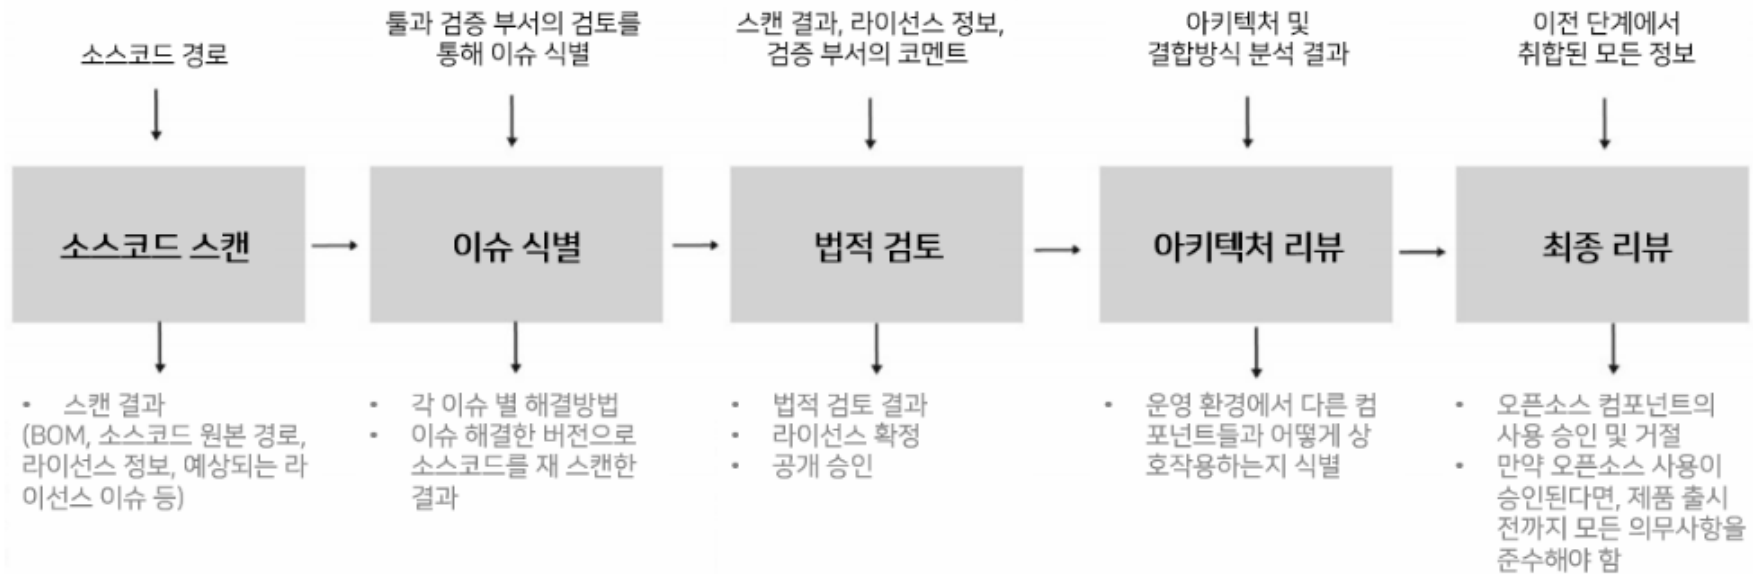 소스코드 경로
툴과 검증 부서의 검토를
통해 이슈 식별
스캔 결과, 라이선스 정보,
검증 부서의 코멘트
아키텍처 및
결합방식 분석 결과
이전 단계에서
취합된 모든 정보
소스코드 스캔
이슈 식별
법적 검토
아키텍처 리뷰
최종 리뷰
• 스캔 결과
(BOM, 소스코드 원본 경로,
라이선스 정보, 예상되는 라
이선스 이슈 등)
• 각 이슈 별 해결방법
• 이슈 해결한 버전으로
소스코드를 재 스캔한
결과
• 법적 검토 결과
• 라이선스 확정
• 공개 승인
• 운영 환경에서 다른 컴
포넌트들과 어떻게 상
호작용하는지 식별
• 오픈소스 컴포넌트의
사용 승인 및 거절
• 만약 오픈소스 사용이
승인된다면, 제품 출시
전까지 모든 의무사항을
준수해야 함